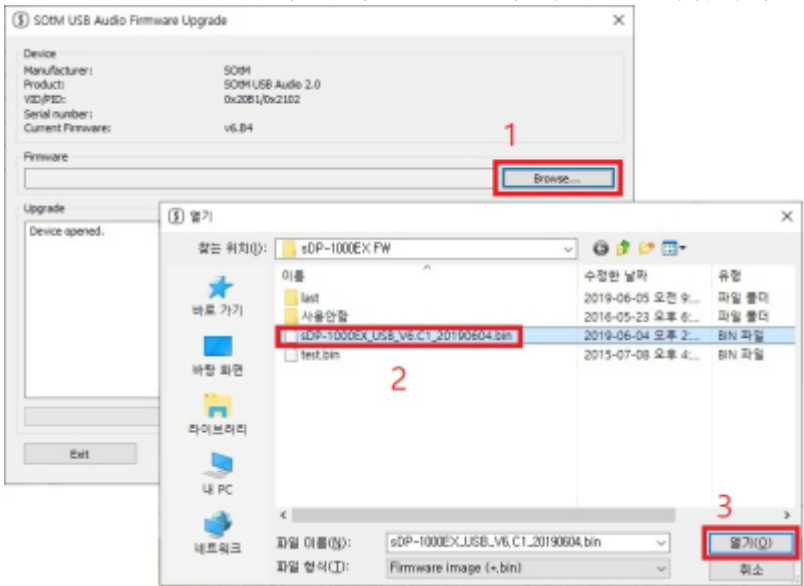 SOtM USB Audio Firmware Upgrade
Device
Manufacturer: SOtM
Product: SOtM USB Audio 2.0
VID/PID: 0x20B1/0x2102
Serial number:
Current Firmware: v6.B4
1
Firmware
Browse...
Upgrade
Device opened.
열기
찾는 위치(I): sDP-1000EX FW
이름 수정한 날짜 유형
last 2019-06-05 오전 9:... 파일 폴더
사용안함 2016-05-23 오후 6:... 파일 폴더
sDP-1000EX_USB_V6.C1_20190604.bin 2019-06-04 오후 2:... BIN 파일
test.bin 2015-07-08 오후 4:... BIN 파일
2
바로 가기
바탕 화면
라이브러리
내 PC
네트워크
Exit
3
파일 이름(N): sDP-1000EX_USB_V6.C1_20190604.bin 열기(O)
파일 형식(T): Firmware image (*.bin) 취소